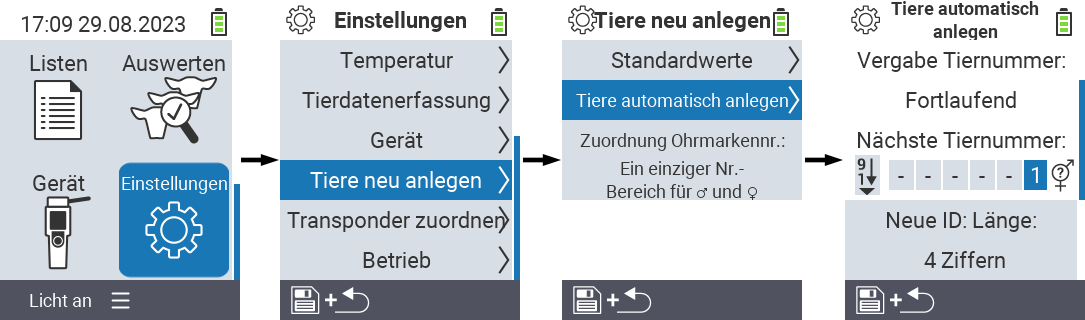 17:09 29.08.2023
Listen
Auswerten
Gerät
Einstellungen
Licht an
Einstellungen
Temperatur
Tierdatenerfassung
Gerät
Tiere neu anlegen
Transponder zuordnen
Betrieb
+
Tiere neu anlegen
Standardwerte
Tiere automatisch anlegen
Zuordnung Ohrmarkennr.:
Ein einziger Nr.-
Bereich für ♂ und ♀
+
Tiere automatisch
anlegen
Vergabe Tiernummer:
Fortlaufend
Nächste Tiernummer:
9
1
- - - - - 1
?
Neue ID: Länge:
4 Ziffern
+